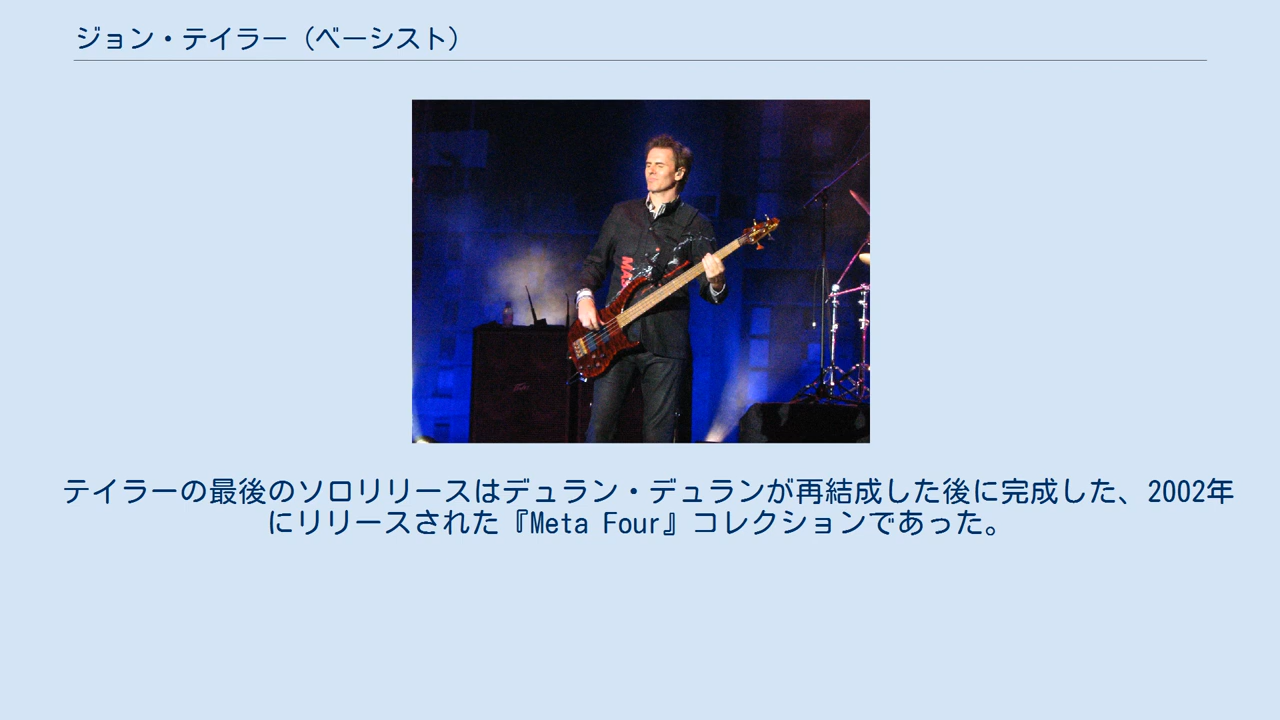 ジョン・テイラー（ベーシスト）
テイラーの最後のソロリリースはデュラン・デュランが再結成した後に完成した、2002年
にリリースされた『Meta Four』コレクションであった。